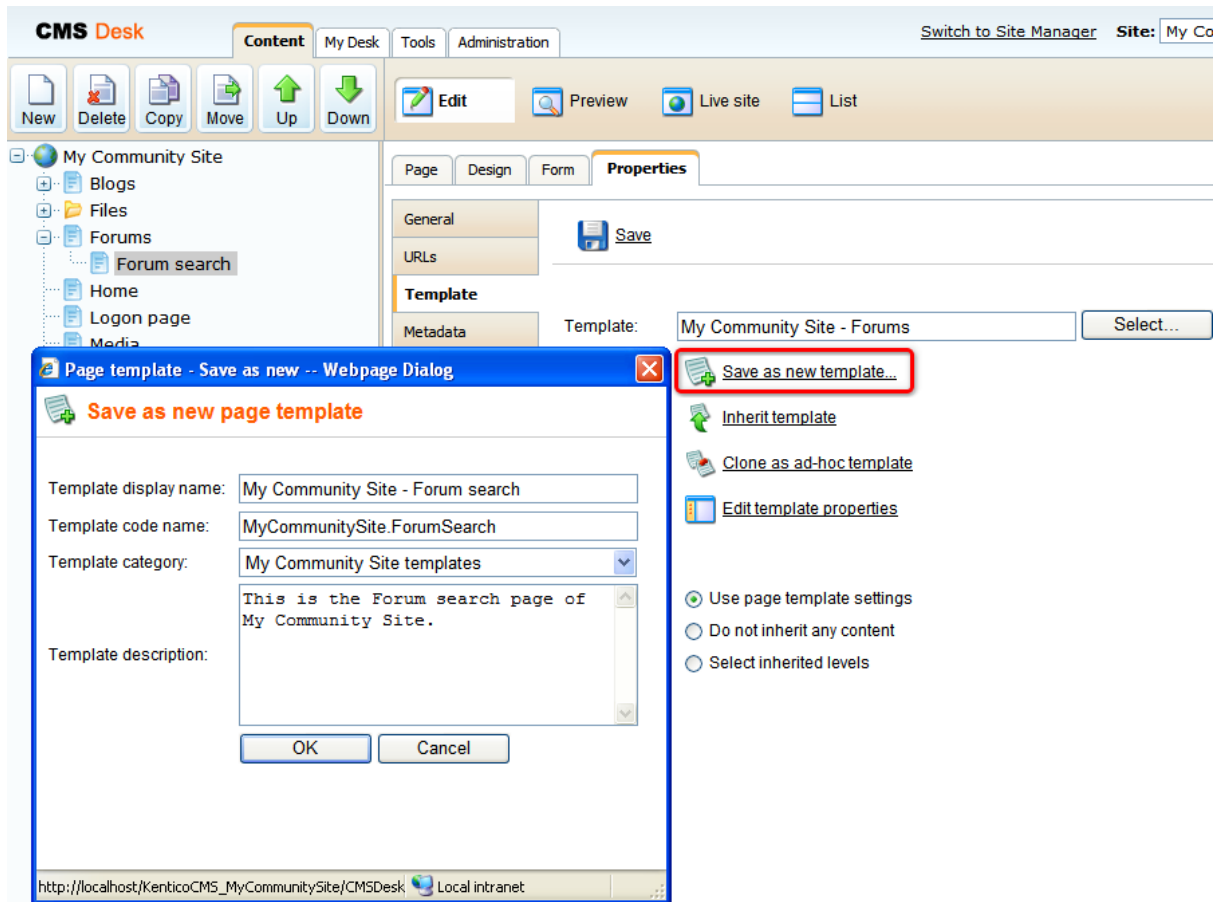 CMS Desk
Content
My Desk
Tools
Administration
Switch to Site Manager
Site: My Co
New
Delete
Copy
Move
Up
Down
Edit
Preview
Live site
List
My Community Site
Blogs
Files
Forums
Forum search
Home
Logon page
Media
Page
Design
Form
Properties
General
URLs
Template
Metadata
Save
Template: My Community Site - Forums
Select...
Save as new template...
Inherit template
Clone as ad-hoc template
Edit template properties
Use page template settings
Do not inherit any content
Select inherited levels
Page template - Save as new -- Webpage Dialog
Save as new page template
Template display name: My Community Site - Forum search
Template code name: MyCommunitySite.ForumSearch
Template category: My Community Site templates
Template description:
This is the Forum search page of
My Community Site.
OK
Cancel
http://localhost/KenticoCMS_MyCommunitySite/CMSDesk
Local intranet